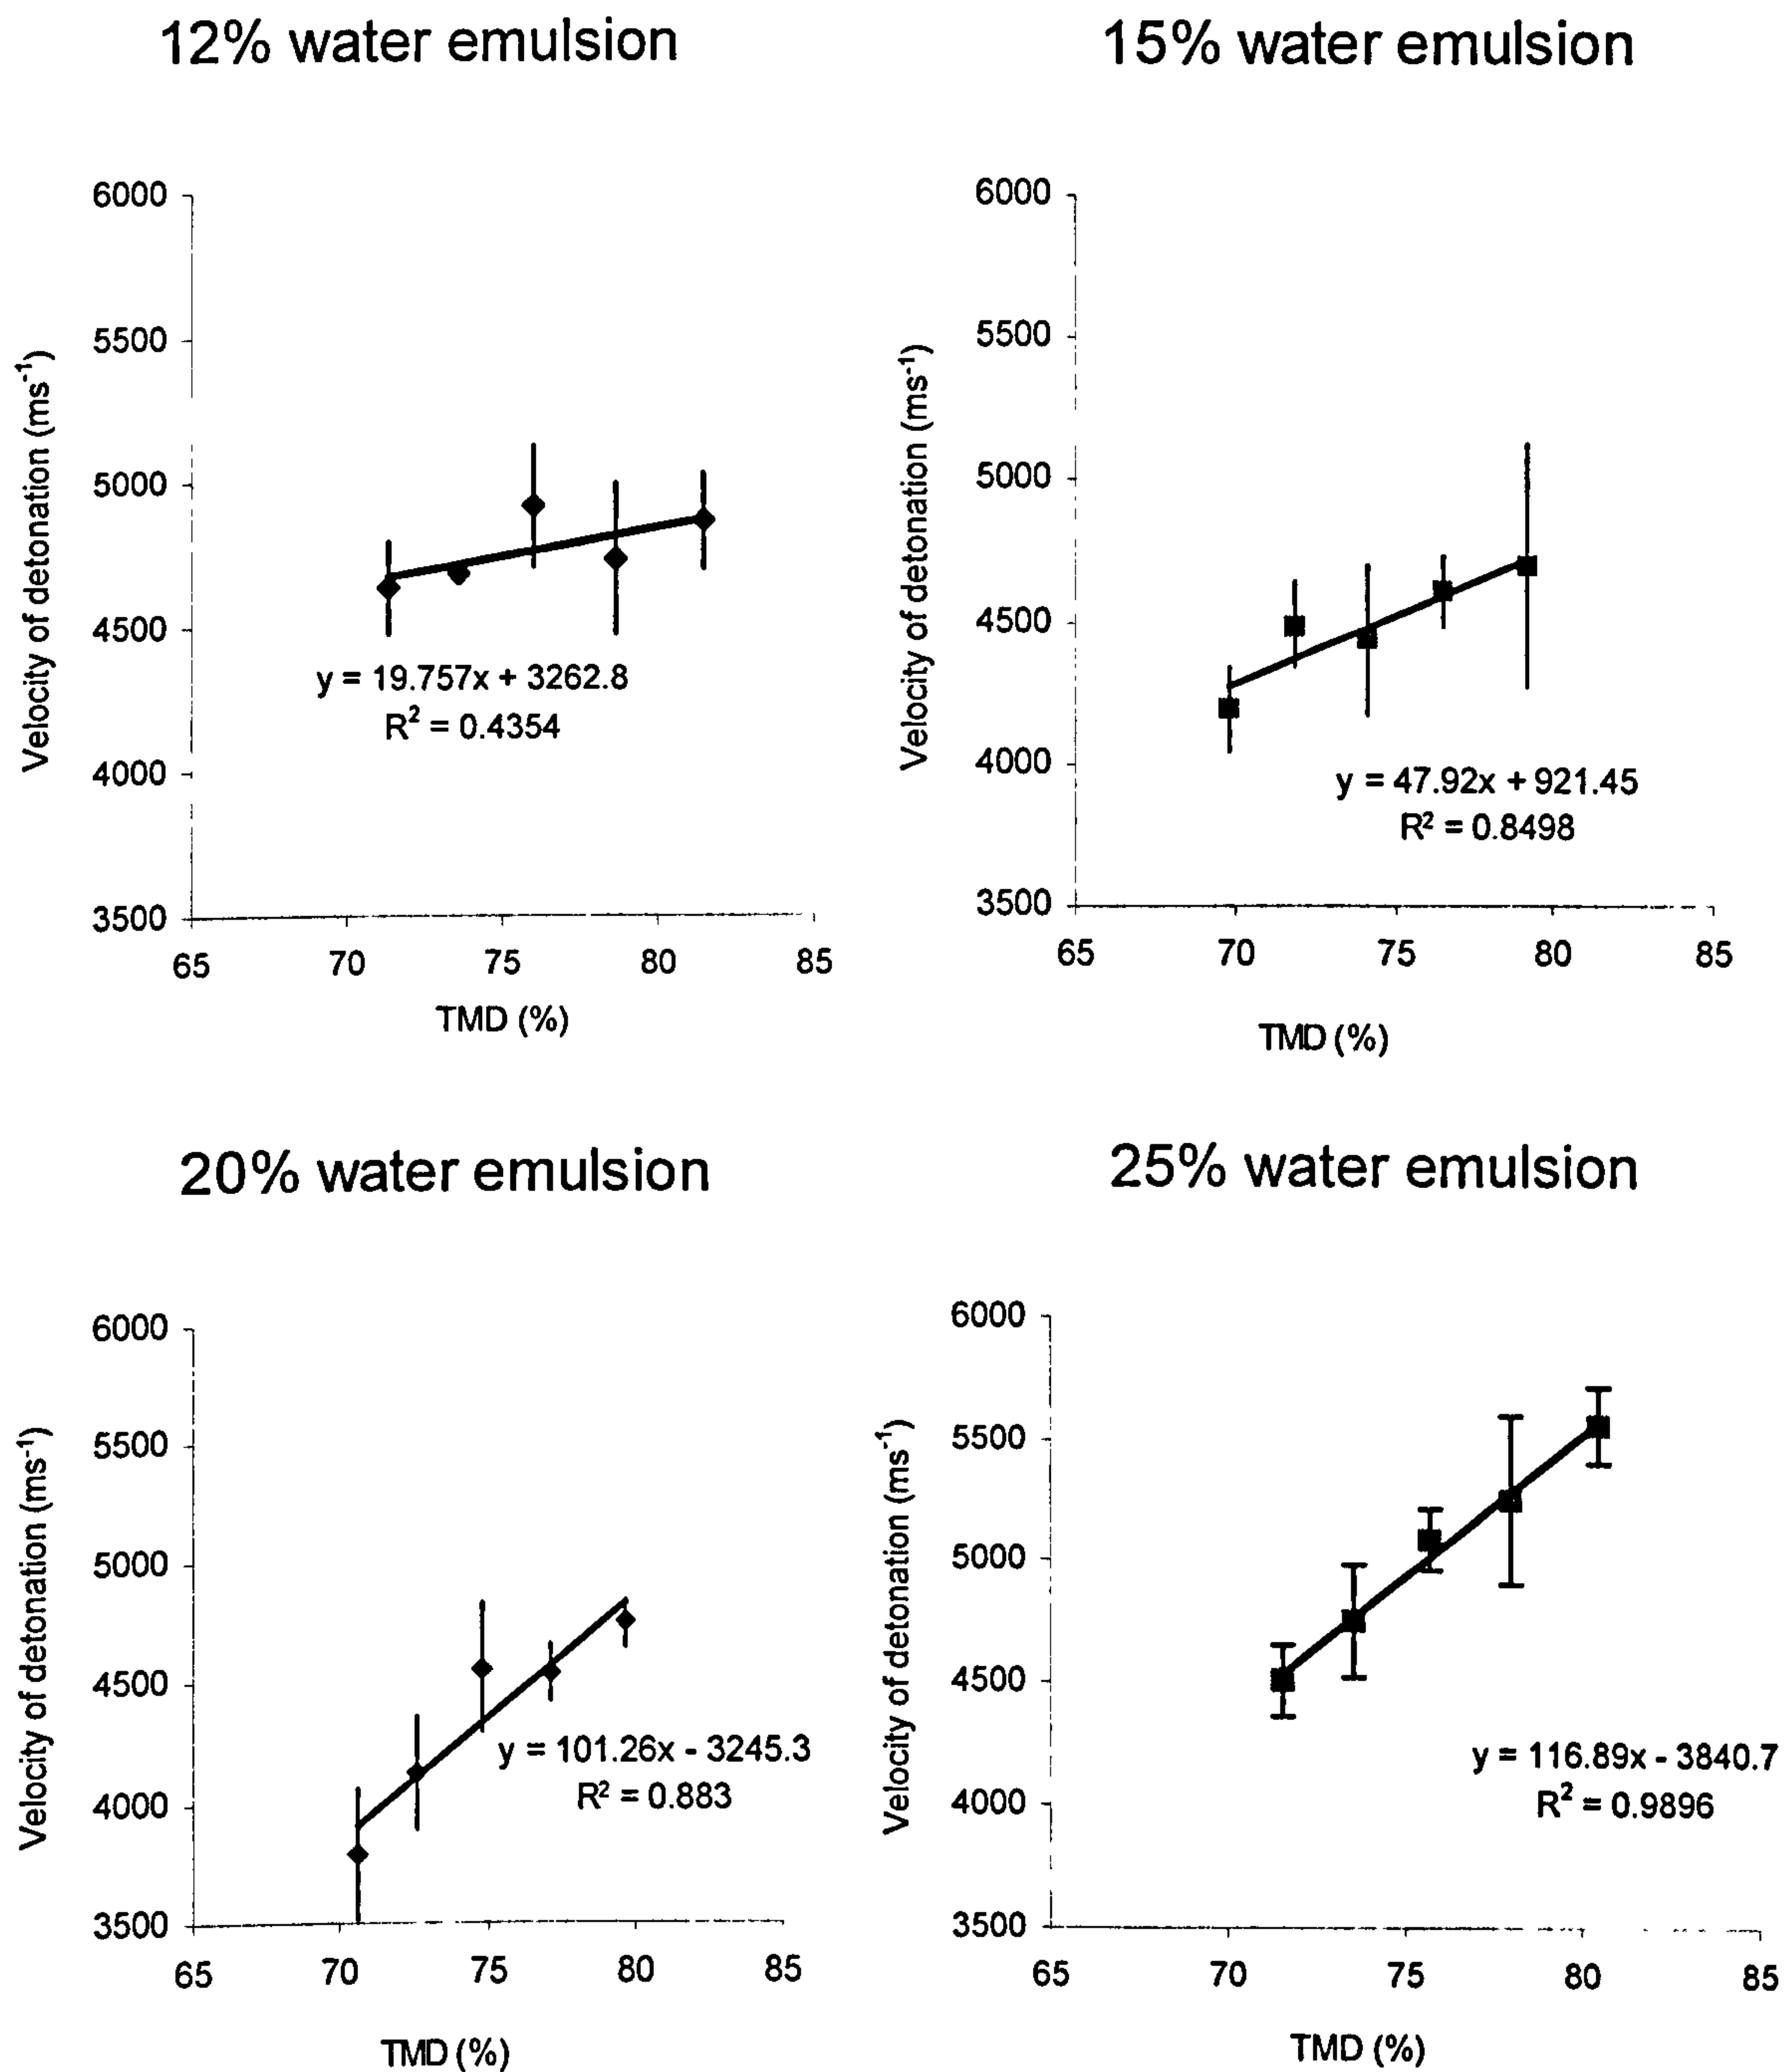 12% water emulsion
6000
5500
5000
4500
4000
3500
65 70 75 80 85
Velocity of detonation (ms⁻¹)
TMD (%)
y = 19.757x + 3262.8
R² = 0.4354
15% water emulsion
6000
5500
5000
4500
4000
3500
65 70 75 80 85
Velocity of detonation (ms⁻¹)
TMD (%)
y = 47.92x + 921.45
R² = 0.8498
20% water emulsion
6000
5500
5000
4500
4000
3500
65 70 75 80 85
Velocity of detonation (ms⁻¹)
TMD (%)
y = 101.26x - 3245.3
R² = 0.883
25% water emulsion
6000
5500
5000
4500
4000
3500
65 70 75 80 85
Velocity of detonation (ms⁻¹)
TMD (%)
y = 116.89x - 3840.7
R² = 0.9896